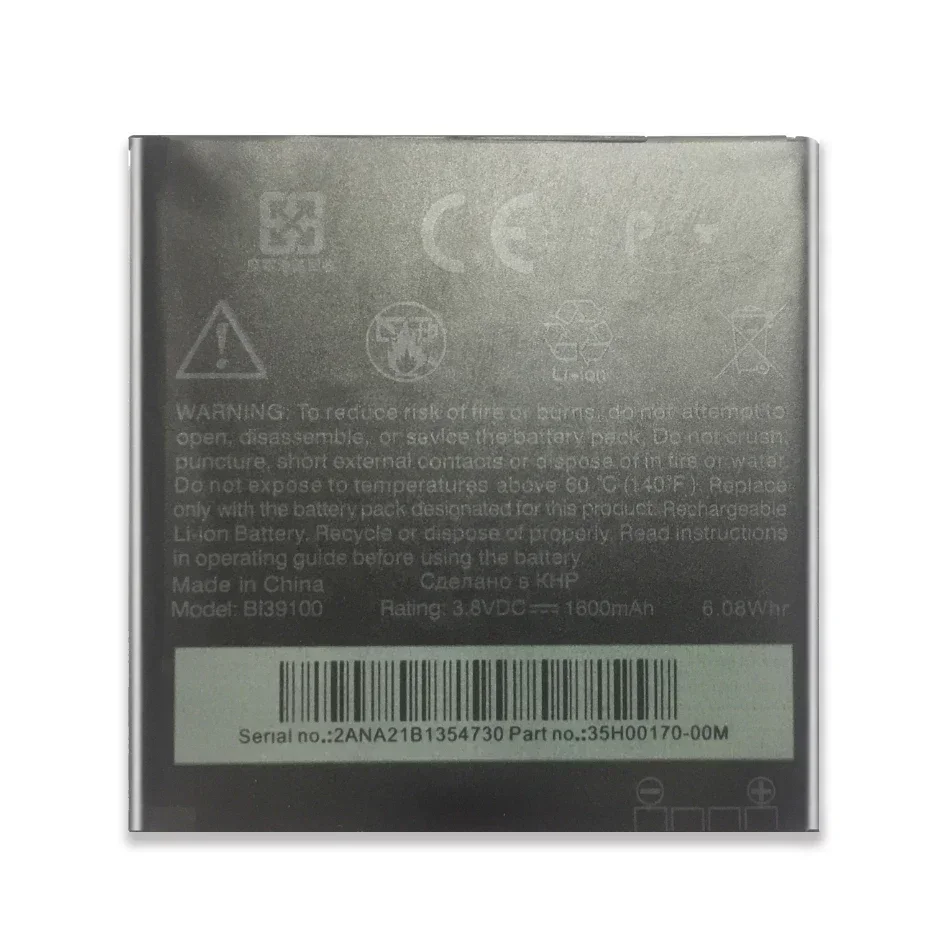 CE
Li-ion
WARNING: To reduce risk of fire or burns, do not attempt to
open, disassemble, or sevice the battery pack. Do not crush,
puncture, short external contacts or dispose of in fire or water.
Do not expose to temperatures above 60 °C (140°F). Replace
only with the battery pack designated for this product. Rechargeable
Li-ion Battery. Recycle or dispose of properly. Read instructions
in operating guide before using the battery
Made in China Сделано в КНР
Model: BI39100 Rating: 3.8VDC⎓1600mAh 6.08Whr
Serial no.:2ANA21B1354730 Part no.:35H00170-00M